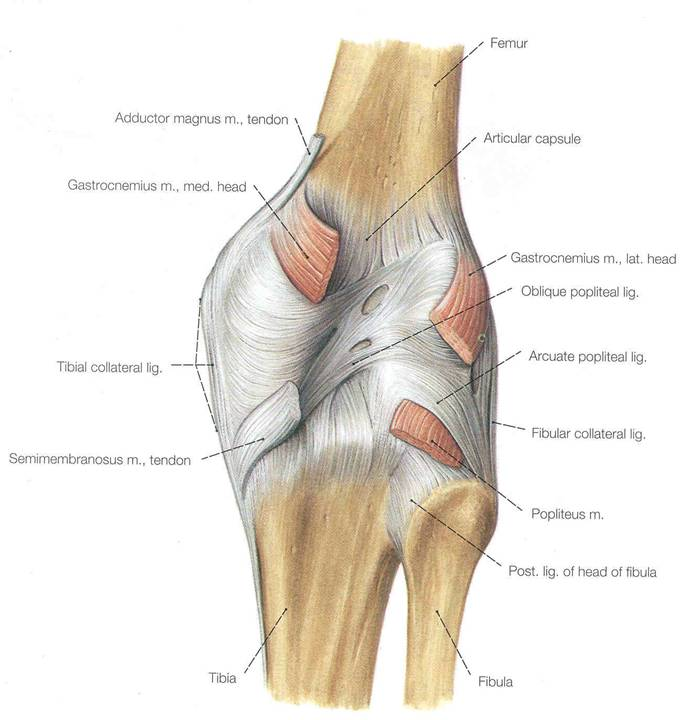 Femur
Adductor magnus m., tendon
Articular capsule
Gastrocnemius m., med. head
Gastrocnemius m., lat. head
Oblique popliteal lig.
Arcuate popliteal lig.
Tibial collateral lig.
Fibular collateral lig.
Semimembranosus m., tendon
Popliteus m.
Post. lig. of head of fibula
Tibia
Fibula